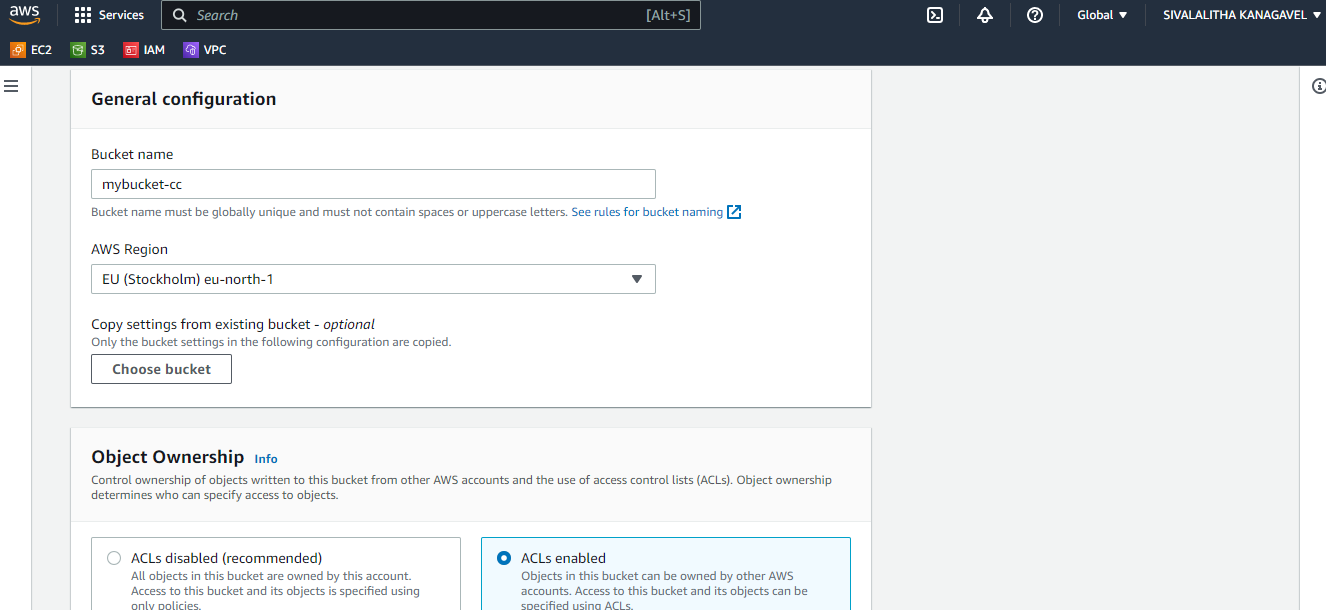 aws Services Search [Alt+S] Global SIVALALITHA KANAGAVEL
EC2 S3 IAM VPC
General configuration
Bucket name
mybucket-cc
Bucket name must be globally unique and must not contain spaces or uppercase letters. See rules for bucket naming
AWS Region
EU (Stockholm) eu-north-1
Copy settings from existing bucket - optional
Only the bucket settings in the following configuration are copied.
Choose bucket
Object Ownership Info
Control ownership of objects written to this bucket from other AWS accounts and the use of access control lists (ACLs). Object ownership
determines who can specify access to objects.
ACLs disabled (recommended)
All objects in this bucket are owned by this account.
Access to this bucket and its objects is specified using
only policies.
ACLs enabled
Objects in this bucket can be owned by other AWS
accounts. Access to this bucket and its objects can be
specified using ACLs.